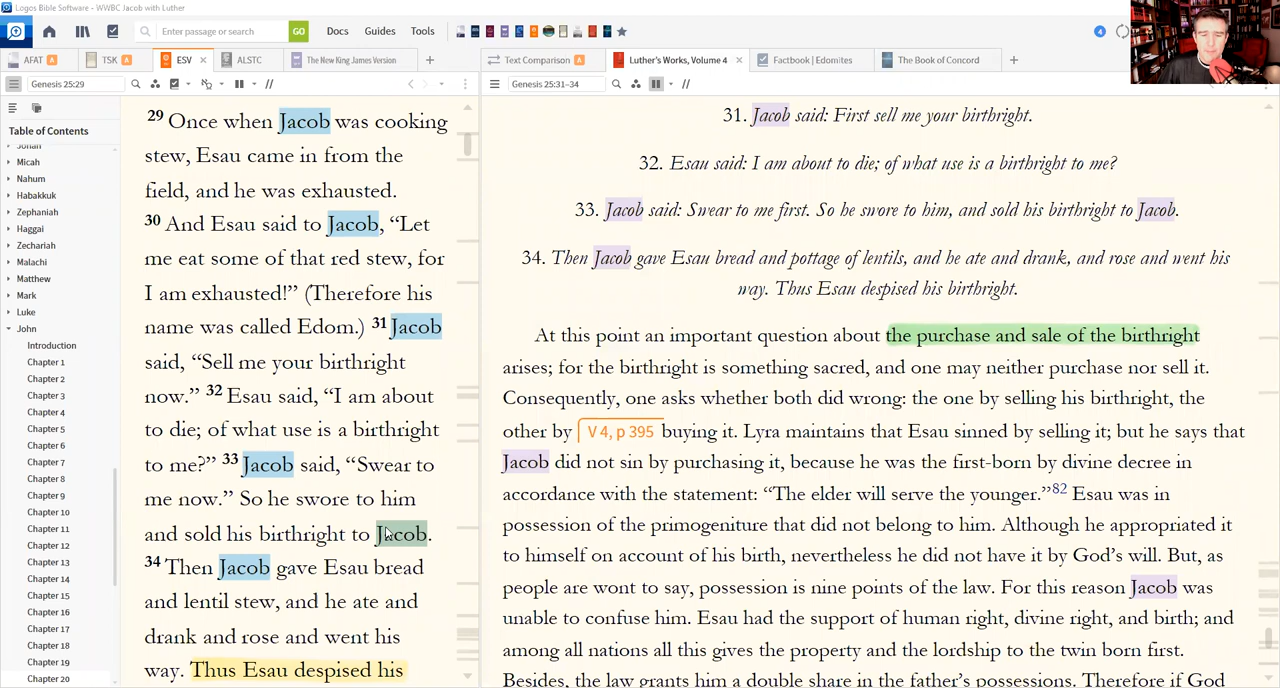 Logos Bible Software - WWBC Jacob with Luther
Enter passage or search
GO
Docs
Guides
Tools
4
AFAT A
TSK A
ESV
ALSTC
The New King James Version
Text Comparison A
Luther's Works, Volume 4
Factbook | Edomites
The Book of Concord
Genesis 25:29
Genesis 25:31–34
Table of Contents
Jonah
Micah
Nahum
Habakkuk
Zephaniah
Haggai
Zechariah
Malachi
Matthew
Mark
Luke
John
Introduction
Chapter 1
Chapter 2
Chapter 3
Chapter 4
Chapter 5
Chapter 6
Chapter 7
Chapter 8
Chapter 9
Chapter 10
Chapter 11
Chapter 12
Chapter 13
Chapter 14
Chapter 15
Chapter 16
Chapter 17
Chapter 18
Chapter 19
Chapter 20
29 Once when Jacob was cooking
stew, Esau came in from the
field, and he was exhausted.
30 And Esau said to Jacob, “Let
me eat some of that red stew, for
I am exhausted!” (Therefore his
name was called Edom.) 31 Jacob
said, “Sell me your birthright
now.” 32 Esau said, “I am about
to die; of what use is a birthright
to me?” 33 Jacob said, “Swear to
me now.” So he swore to him
and sold his birthright to Jacob.
34 Then Jacob gave Esau bread
and lentil stew, and he ate and
drank and rose and went his
way. Thus Esau despised his
31. Jacob said: First sell me your birthright.
32. Esau said: I am about to die; of what use is a birthright to me?
33. Jacob said: Swear to me first. So he swore to him, and sold his birthright to Jacob.
34. Then Jacob gave Esau bread and pottage of lentils, and he ate and drank, and rose and went his
way. Thus Esau despised his birthright.
At this point an important question about the purchase and sale of the birthright
arises; for the birthright is something sacred, and one may neither purchase nor sell it.
Consequently, one asks whether both did wrong: the one by selling his birthright, the
other by V 4, p 395 buying it. Lyra maintains that Esau sinned by selling it; but he says that
Jacob did not sin by purchasing it, because he was the first-born by divine decree in
accordance with the statement: “The elder will serve the younger.”82 Esau was in
possession of the primogeniture that did not belong to him. Although he appropriated it
to himself on account of his birth, nevertheless he did not have it by God’s will. But, as
people are wont to say, possession is nine points of the law. For this reason Jacob was
unable to confuse him. Esau had the support of human right, divine right, and birth; and
among all nations all this gives the property and the lordship to the twin born first.
Besides, the law grants him a double share in the father’s possessions. Therefore if God